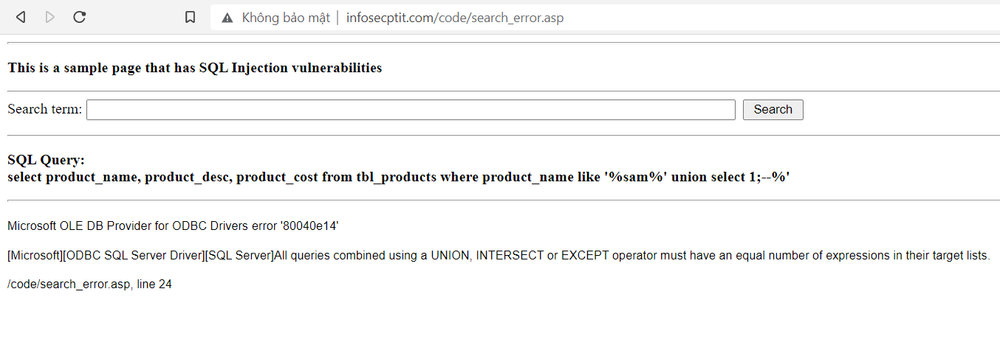 Không bảo mật | infosecptit.com/code/search_error.asp
This is a sample page that has SQL Injection vulnerabilities
Search term: Search
SQL Query:
select product_name, product_desc, product_cost from tbl_products where product_name like '%sam%' union select 1;--%'
Microsoft OLE DB Provider for ODBC Drivers error '80040e14'
[Microsoft][ODBC SQL Server Driver][SQL Server]All queries combined using a UNION, INTERSECT or EXCEPT operator must have an equal number of expressions in their target lists.
/code/search_error.asp, line 24